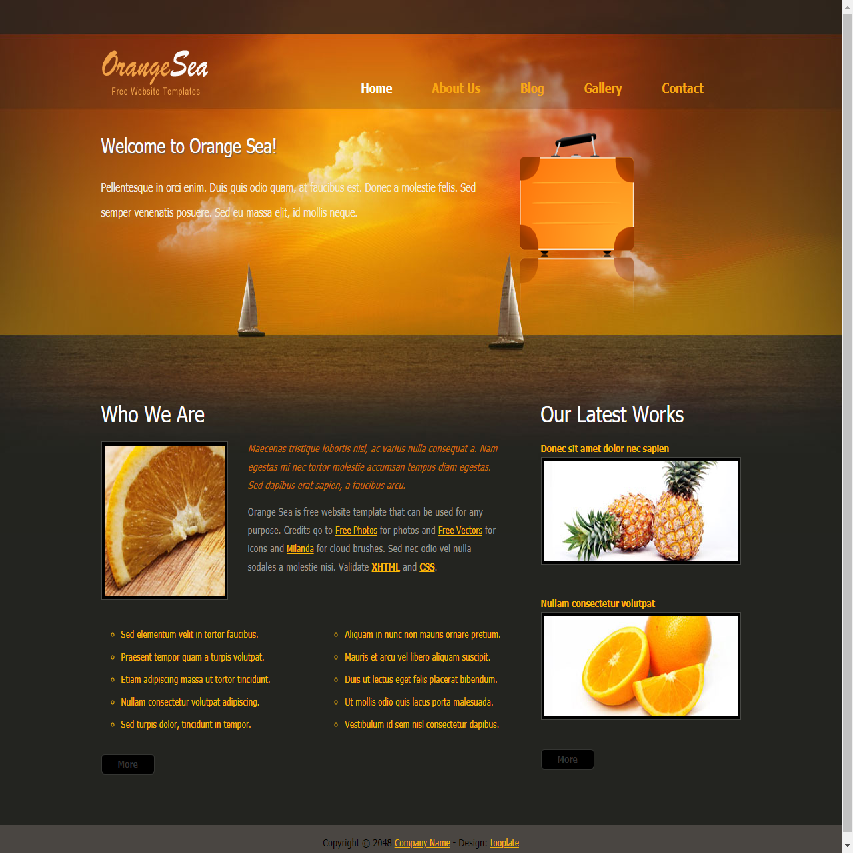 OrangeSea
Free Website Templates
Home About Us Blog Gallery Contact
Welcome to Orange Sea!
Pellentesque in orci enim. Duis quis odio quam, at faucibus est. Donec a molestie felis. Sed
semper venenatis posuere. Sed eu massa elit, id mollis neque.
Who We Are
Maecenas tristique lobortis nisl, ac varius nulla consequat a. Nam
egestas mi nec tortor molestie accumsan tempus diam egestas.
Sed dapibus erat sapien, a faucibus arcu.
Orange Sea is free website template that can be used for any
purpose. Credits go to Free Photos for photos and Free Vectors for
icons and Milanda for cloud brushes. Sed nec odio vel nulla
sodales a molestie nisi. Validate XHTML and CSS.
Sed elementum velit in tortor faucibus.
Praesent tempor quam a turpis volutpat.
Etiam adipiscing massa ut tortor tincidunt.
Nullam consectetur volutpat adipiscing.
Sed turpis dolor, tincidunt in tempor.
Aliquam in nunc non mauris ornare pretium.
Mauris et arcu vel libero aliquam suscipit.
Duis ut lectus eget felis placerat bibendum.
Ut mollis odio quis lacus porta malesuada.
Vestibulum id sem nisl consectetur dapibus.
More
Our Latest Works
Donec sit amet dolor nec sapien
Nullam consectetur volutpat
More
Copyright © 2048 Company Name - Design: Tooplate